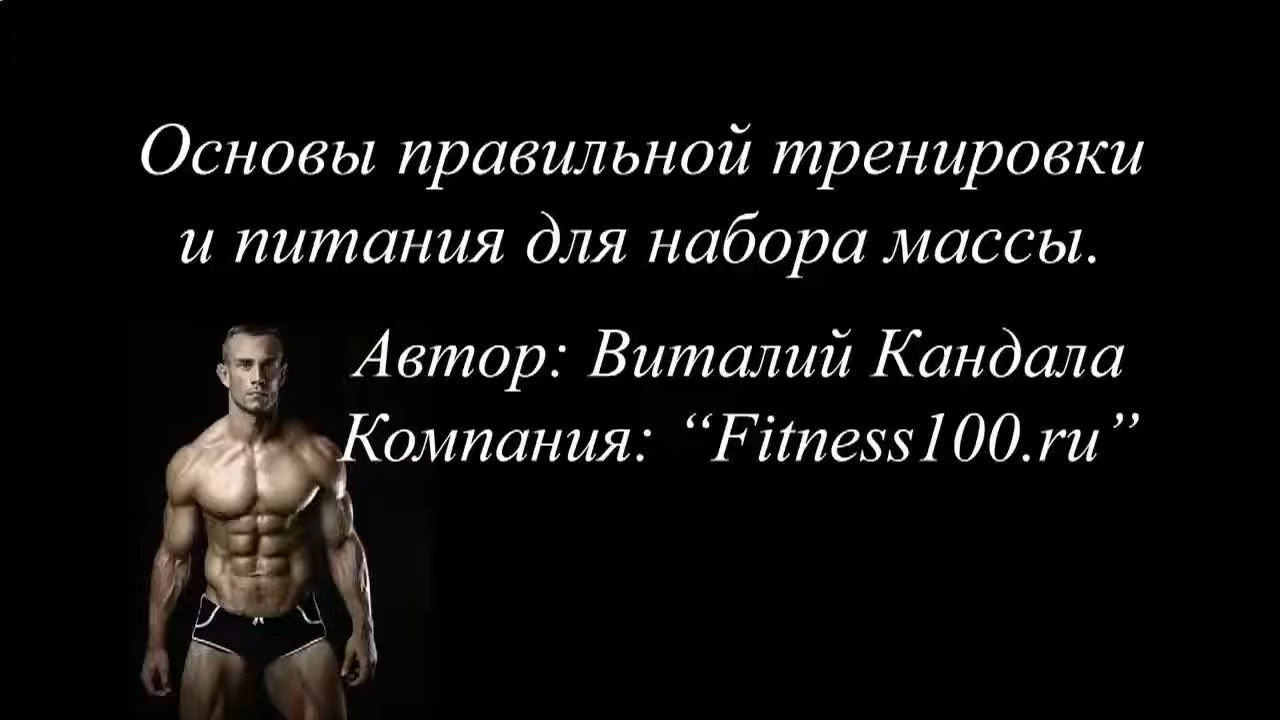 Основы правильной тренировки
и питания для набора массы.
Автор: Виталий Кандала
Компания: “Fitness100.ru”